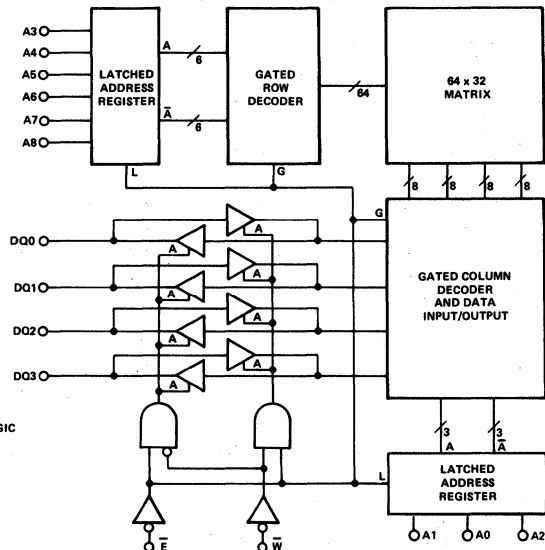 A3
A4
A5
A6
A7
A8
LATCHED
ADDRESS
REGISTER
L
A
6
A̅
6
GATED
ROW
DECODER
G
64
64 x 32
MATRIX
8
8
8
8
G
GATED COLUMN
DECODER
AND DATA
INPUT/OUTPUT
DQ0
A
A
DQ1
A
A
DQ2
A
A
DQ3
A
A
GIC
3
A
3
A̅
L
LATCHED
ADDRESS
REGISTER
E̅
W̅
A1
A0
A2